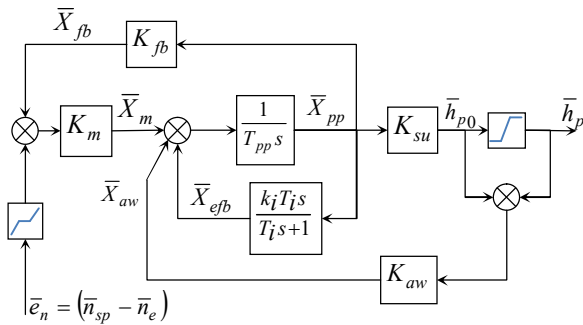 X̄_fb
K_fb
K_m
X̄_m
1 / (T_pp s)
X̄_pp
K_su
h̄_p0
h̄_p
X̄_aw
X̄_efb
k_i T_i s / (T_i s + 1)
K_aw
ē_n = (n̄_sp − n̄_e)